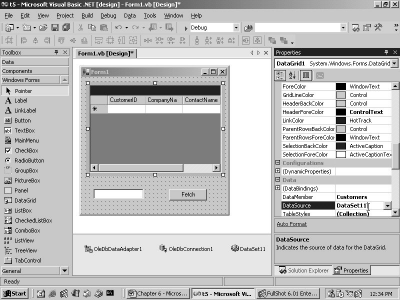 t5 - Microsoft Visual Basic .NET [design] - Form1.vb [Design]*
File Edit View Project Build Debug Data Tools Window Help
Debug
Toolbox
Data
Components
Windows Forms
Pointer
Label
LinkLabel
Button
TextBox
MainMenu
CheckBox
RadioButton
GroupBox
PictureBox
Panel
DataGrid
ListBox
CheckedListBox
ComboBox
ListView
TreeView
TabControl
General
Form1.vb [Design]*
Form1
CustomerID CompanyNa ContactName
Fetch
OleDbDataAdapter1 OleDbConnection1 DataSet11
Properties
DataGrid1 System.Windows.Forms.DataGrid
ForeColor WindowText
GridLineColor Control
HeaderBackColor Control
HeaderForeColor ControlText
LinkColor HotTrack
ParentRowsBackColor Control
ParentRowsForeColor WindowText
SelectionBackColor ActiveCaption
SelectionForeColor ActiveCaptionText
Configurations
(DynamicProperties)
Data
(DataBindings)
DataMember Customers
DataSource DataSet11
TableStyles (Collection)
Auto Format
DataSource
Indicates the source of data for the DataGrid.
Solution Explorer Properties
Start
Chapter 6 - Micros...
t5 - Microsoft Vis...
FullShot 6.01 Enter...
12:34 PM